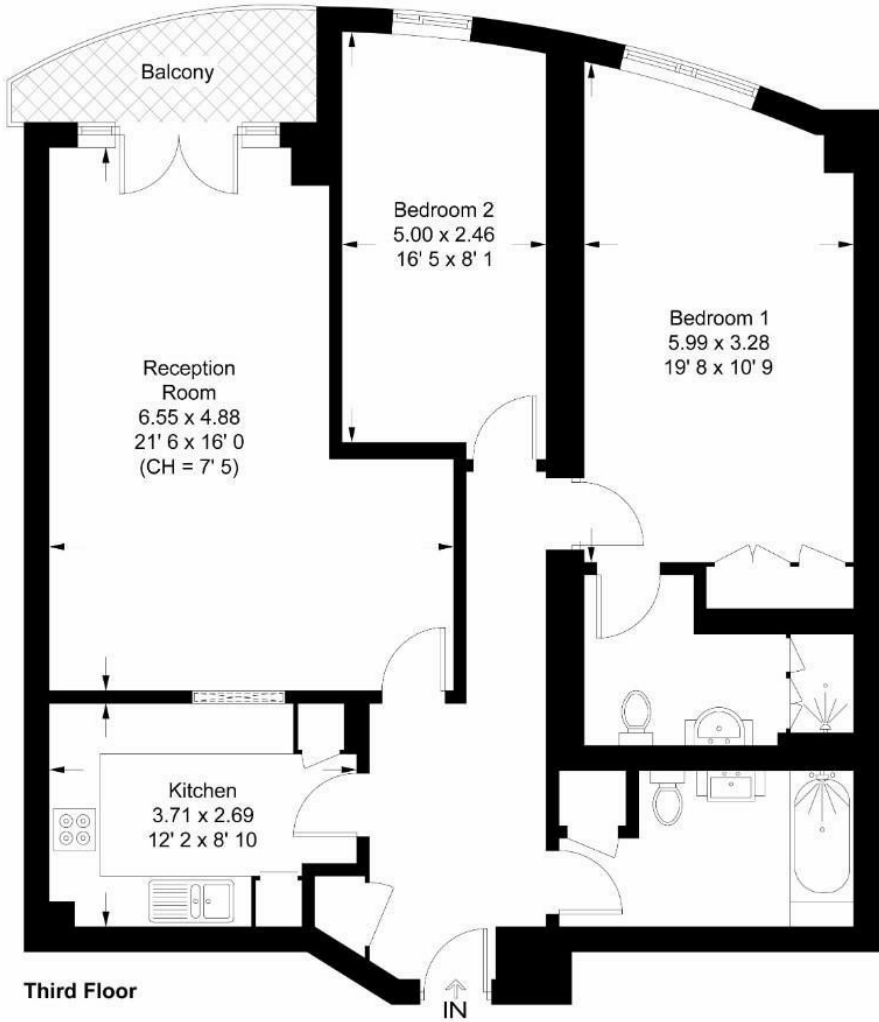 Balcony
Bedroom 2
5.00 x 2.46
16' 5 x 8' 1
Bedroom 1
5.99 x 3.28
19' 8 x 10' 9
Reception
Room
6.55 x 4.88
21' 6 x 16' 0
(CH = 7' 5)
Kitchen
3.71 x 2.69
12' 2 x 8' 10
Third Floor
IN